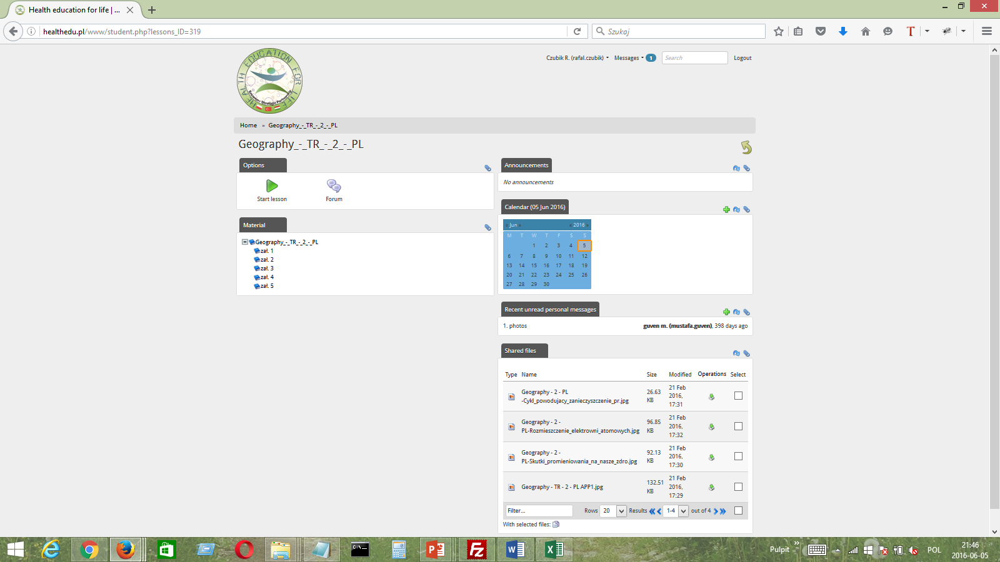 Health education for life | ...
healthedu.pl/www/student.php?lessons_ID=319
Szukaj
HEALTH EDUCATION FOR LIFE
Erasmus+ Strategic Partnership
Czubik R. (rafal.czubik)
Messages
1
Search
Logout
Home » Geography_-_TR_-_2_-_PL
Geography_-_TR_-_2_-_PL
Options
Start lesson
Forum
Material
Geography_-_TR_-_2_-_PL
zał. 1
zał. 2
zał. 3
zał. 4
zał. 5
Announcements
No announcements
Calendar (05 Jun 2016)
« Jun » « 2016 »
M T W T F S S
1 2 3 4 5
6 7 8 9 10 11 12
13 14 15 16 17 18 19
20 21 22 23 24 25 26
27 28 29 30
Recent unread personal messages
1. photos guven m. (mustafa.guven), 398 days ago
Shared files
Type Name Size Modified Operations Select
Geography - 2 - PL
-Cykl_powodujacy_zanieczyszczenie_pr.jpg
26.63
KB
21 Feb
2016,
17:31
Geography - 2 -
PL-Rozmieszczenie_elektrowni_atomowych.jpg
96.85
KB
21 Feb
2016,
17:32
Geography - 2 -
PL-Skutki_promieniowania_na_nasze_zdro.jpg
92.13
KB
21 Feb
2016,
17:30
Geography - TR - 2 - PL APP1.jpg
132.51
KB
21 Feb
2016,
17:29
Filter...
Rows 20 Results 1-4 out of 4
With selected files:
Pulpit
POL
21:46
2016-06-05